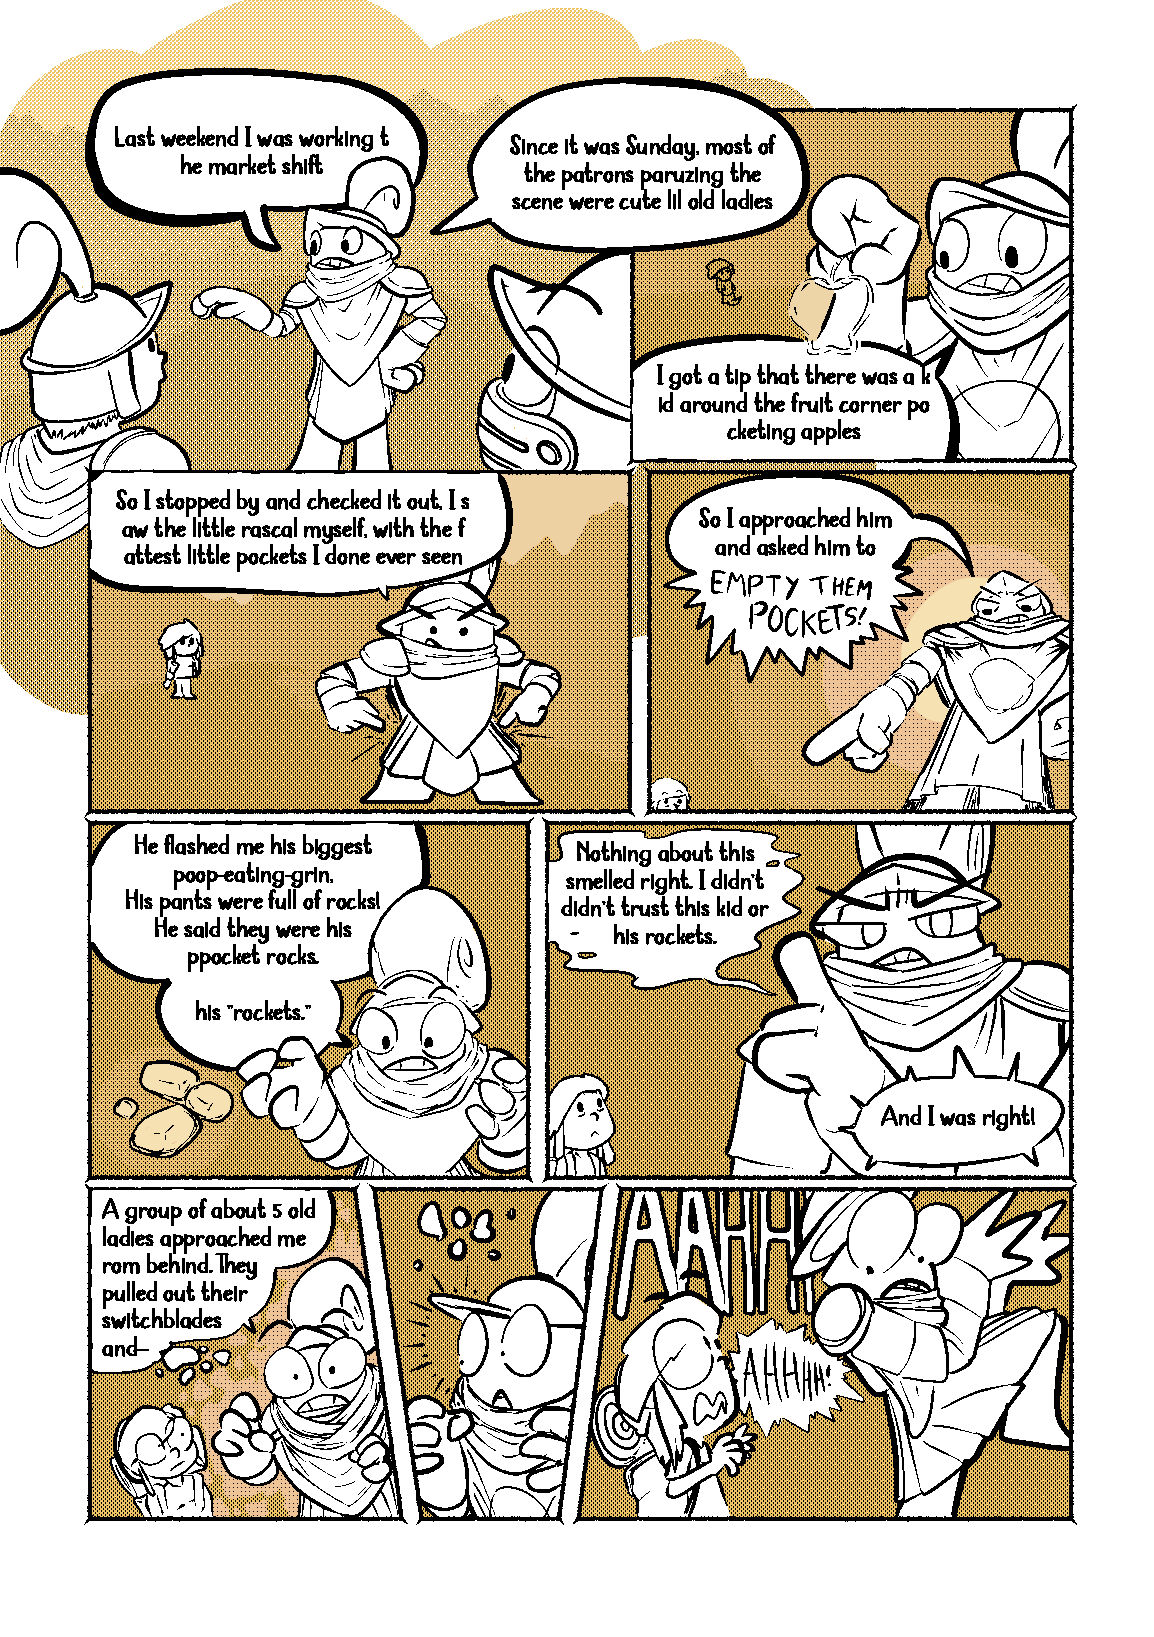 Last weekend I was working t
he market shift
Since it was Sunday, most of
the patrons paruzing the
scene were cute lil old ladies
I got a tip that there was a k
id around the fruit corner po
cketing apples
So I stopped by and checked it out, I s
aw the little rascal myself, with the f
attest little pockets I done ever seen
So I approached him
and asked him to
EMPTY THEM
POCKETS!
He flashed me his biggest
poop-eating-grin.
His pants were full of rocks!
He said they were his
ppocket rocks.
his "rockets."
Nothing about this
smelled right. I didn't
didn't trust this kid or
- his rockets.
And I was right!
A group of about 5 old
ladies approached me
rom behind. They
pulled out their
switchblades
and—
AAHHH
AHHHH!